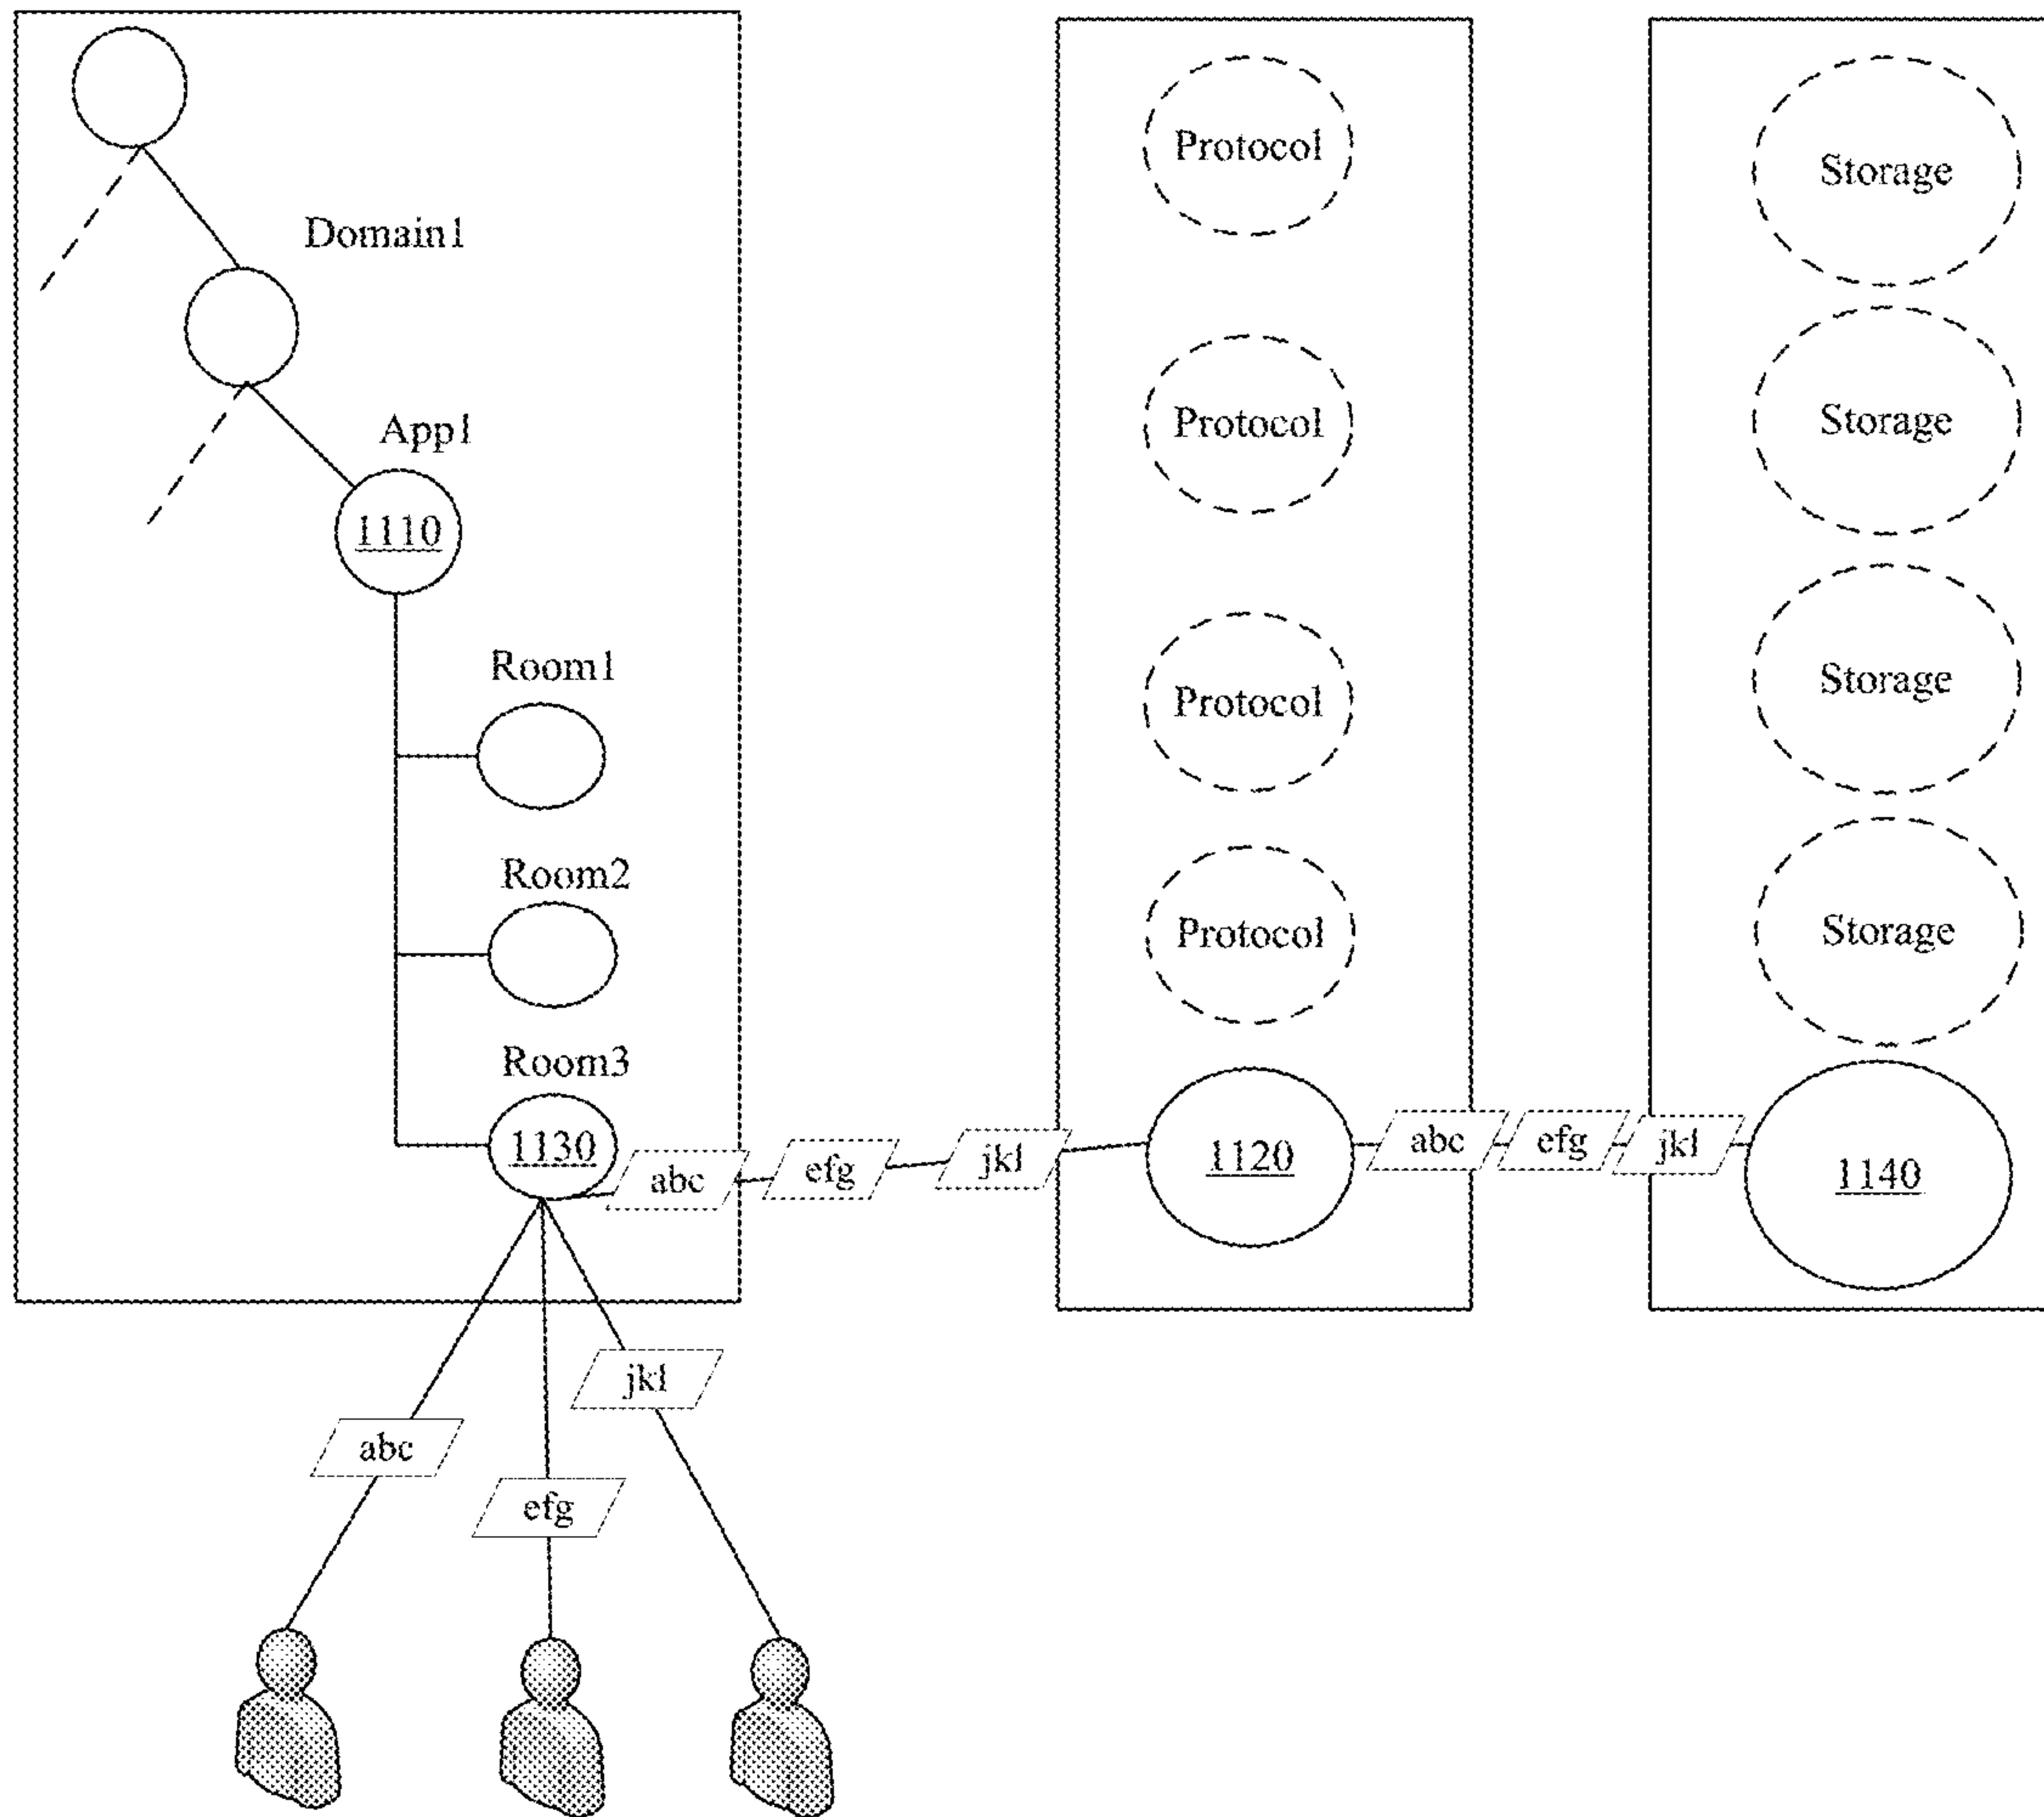 Domain1
App1
1110
Room1
Room2
Room3
1130
abc
efg
jkl
abc
efg
jkl
Protocol
Protocol
Protocol
Protocol
1120
abc
efg
jkl
Storage
Storage
Storage
Storage
1140